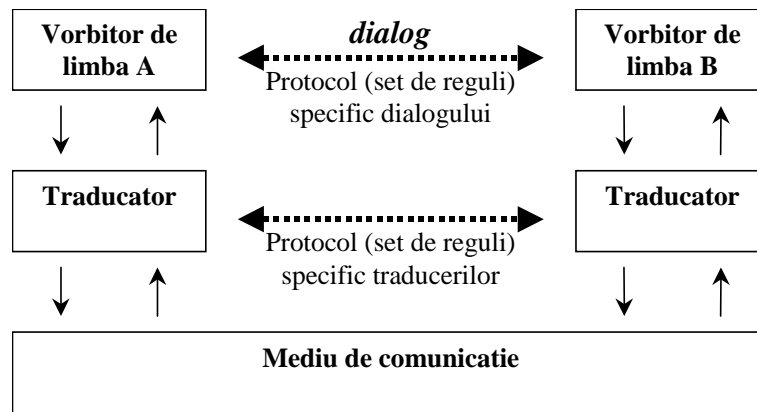 Vorbitor de
limba A
dialog
Protocol (set de reguli)
specific dialogului
Vorbitor de
limba B
Traducator
Protocol (set de reguli)
specific traducerilor
Traducator
Mediu de comunicatie